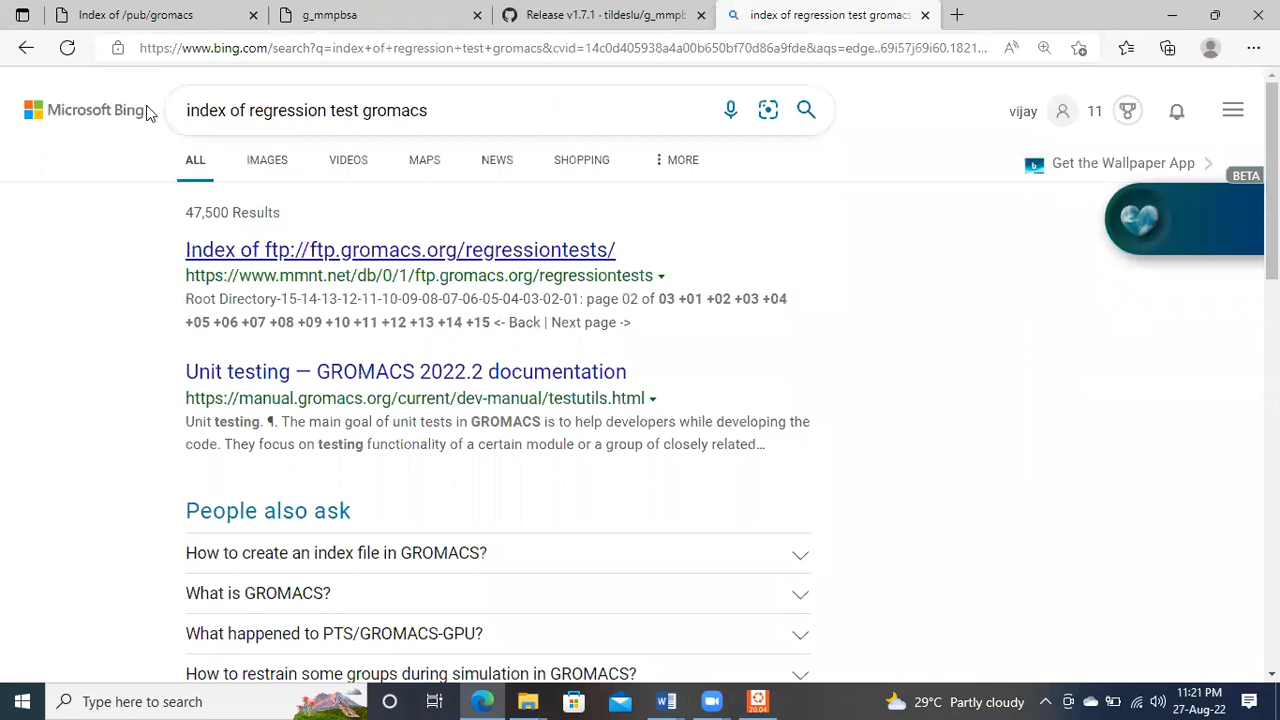 Index of /pub/gromacs
g_mmpbsa
Release v1.7.1 · tildeslu/g_mmpb
index of regression test gromacs
https://www.bing.com/search?q=index+of+regression+test+gromacs&cvid=14c0d405938a4a00b650bf70d86a9fde&aqs=edge..69i57j69i60.1821...
Microsoft Bing
index of regression test gromacs
vijay
11
ALL
IMAGES
VIDEOS
MAPS
NEWS
SHOPPING
MORE
Get the Wallpaper App
BETA
47,500 Results
Index of ftp://ftp.gromacs.org/regressiontests/
https://www.mmnt.net/db/0/1/ftp.gromacs.org/regressiontests
Root Directory-15-14-13-12-11-10-09-08-07-06-05-04-03-02-01: page 02 of 03 +01 +02 +03 +04
+05 +06 +07 +08 +09 +10 +11 +12 +13 +14 +15 <- Back | Next page ->
Unit testing — GROMACS 2022.2 documentation
https://manual.gromacs.org/current/dev-manual/testutils.html
Unit testing. ¶. The main goal of unit tests in GROMACS is to help developers while developing the
code. They focus on testing functionality of a certain module or a group of closely related…
People also ask
How to create an index file in GROMACS?
What is GROMACS?
What happened to PTS/GROMACS-GPU?
How to restrain some groups during simulation in GROMACS?
Type here to search
20.04
29°C Partly cloudy
11:21 PM
27-Aug-22